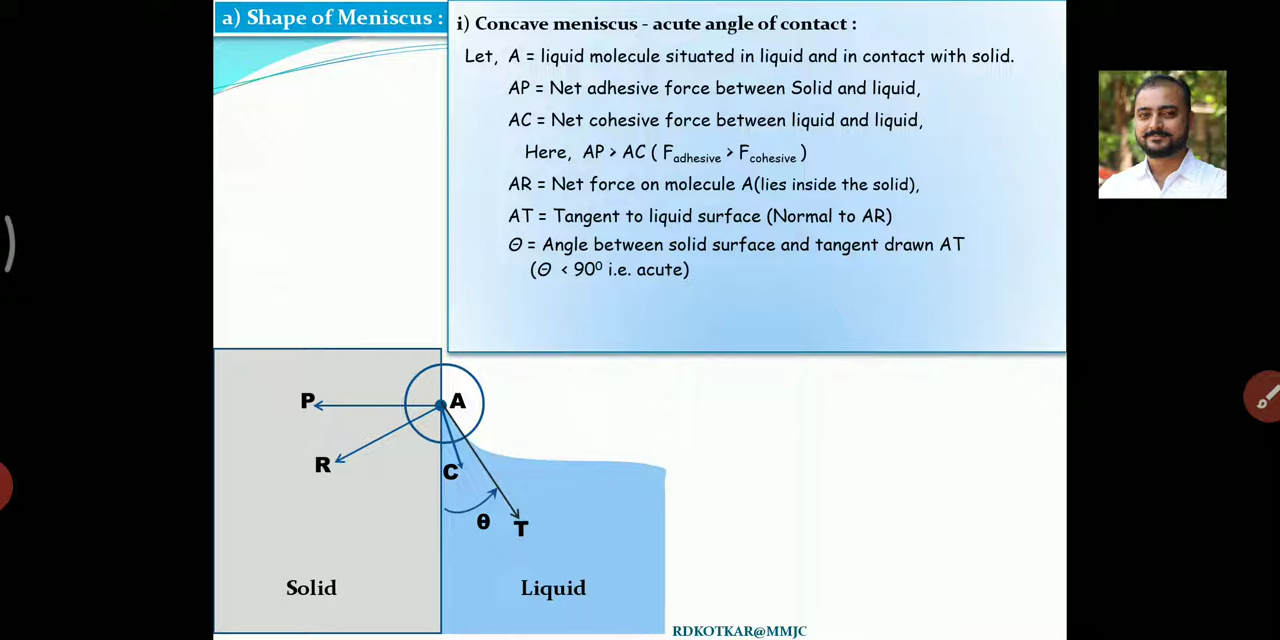 a) Shape of Meniscus :
i) Concave meniscus - acute angle of contact :
Let, A = liquid molecule situated in liquid and in contact with solid.
AP = Net adhesive force between Solid and liquid,
AC = Net cohesive force between liquid and liquid,
Here, AP > AC ( Fadhesive > Fcohesive )
AR = Net force on molecule A(lies inside the solid),
AT = Tangent to liquid surface (Normal to AR)
Θ = Angle between solid surface and tangent drawn AT
(Θ < 90⁰ i.e. acute)
P
A
R
C
θ
T
Solid
Liquid
RDKOTKAR@MMJC